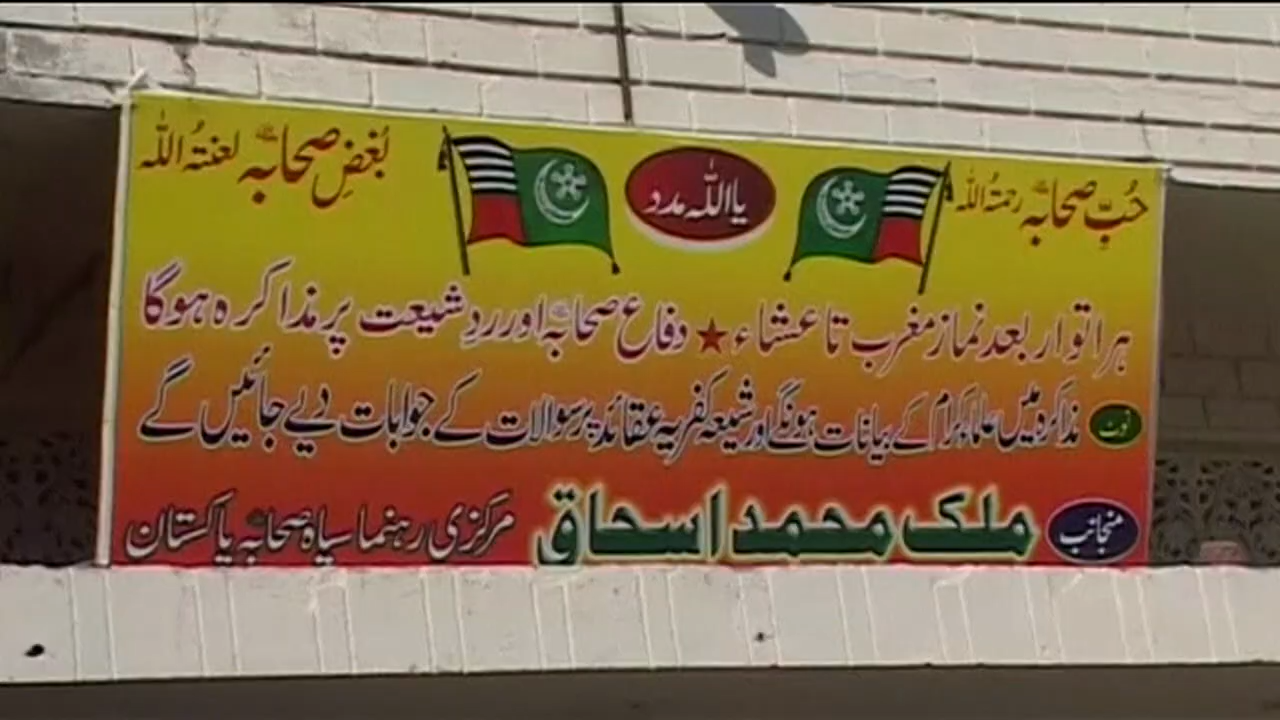 حُبِّ صحابہؓ رحمتہُ اللہ
یا اللہ مدد
بُغضِ صحابہؓ لعنتہُ اللہ
ہر اتوار بعد نماز مغرب تا عشاء ★ دفاع صحابہؓ اور ردِ شیعت پر مذاکرہ ہوگا
نوٹ مذاکرہ میں علماء کرام کے بیانات ہونگے اور شیعہ کفریہ عقائد پر سوالات کے جوابات دیے جائیں گے
منجانب ملک محمد اسحاق مرکزی رہنما سپاہ صحابہؓ پاکستان